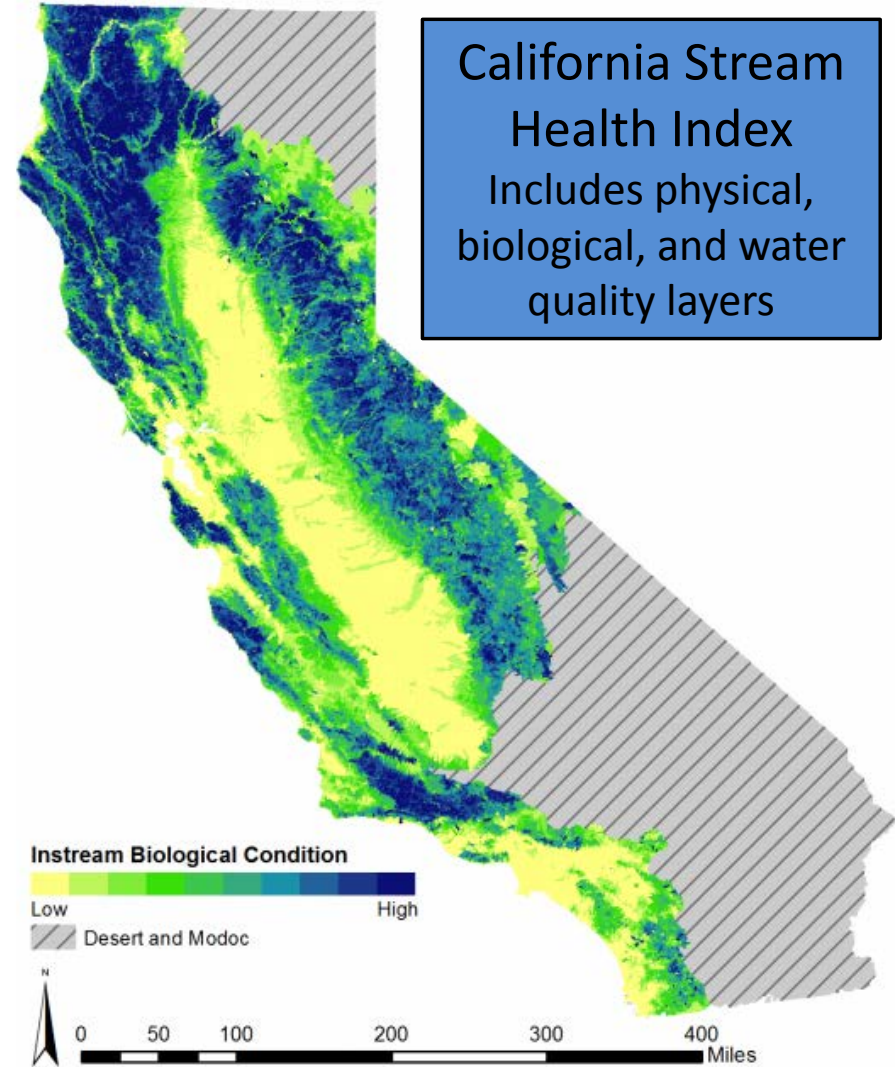 California Stream
Health Index
Includes physical,
biological, and water
quality layers
Instream Biological Condition
Low High
Desert and Modoc
N
0 50 100 200 300 400
Miles